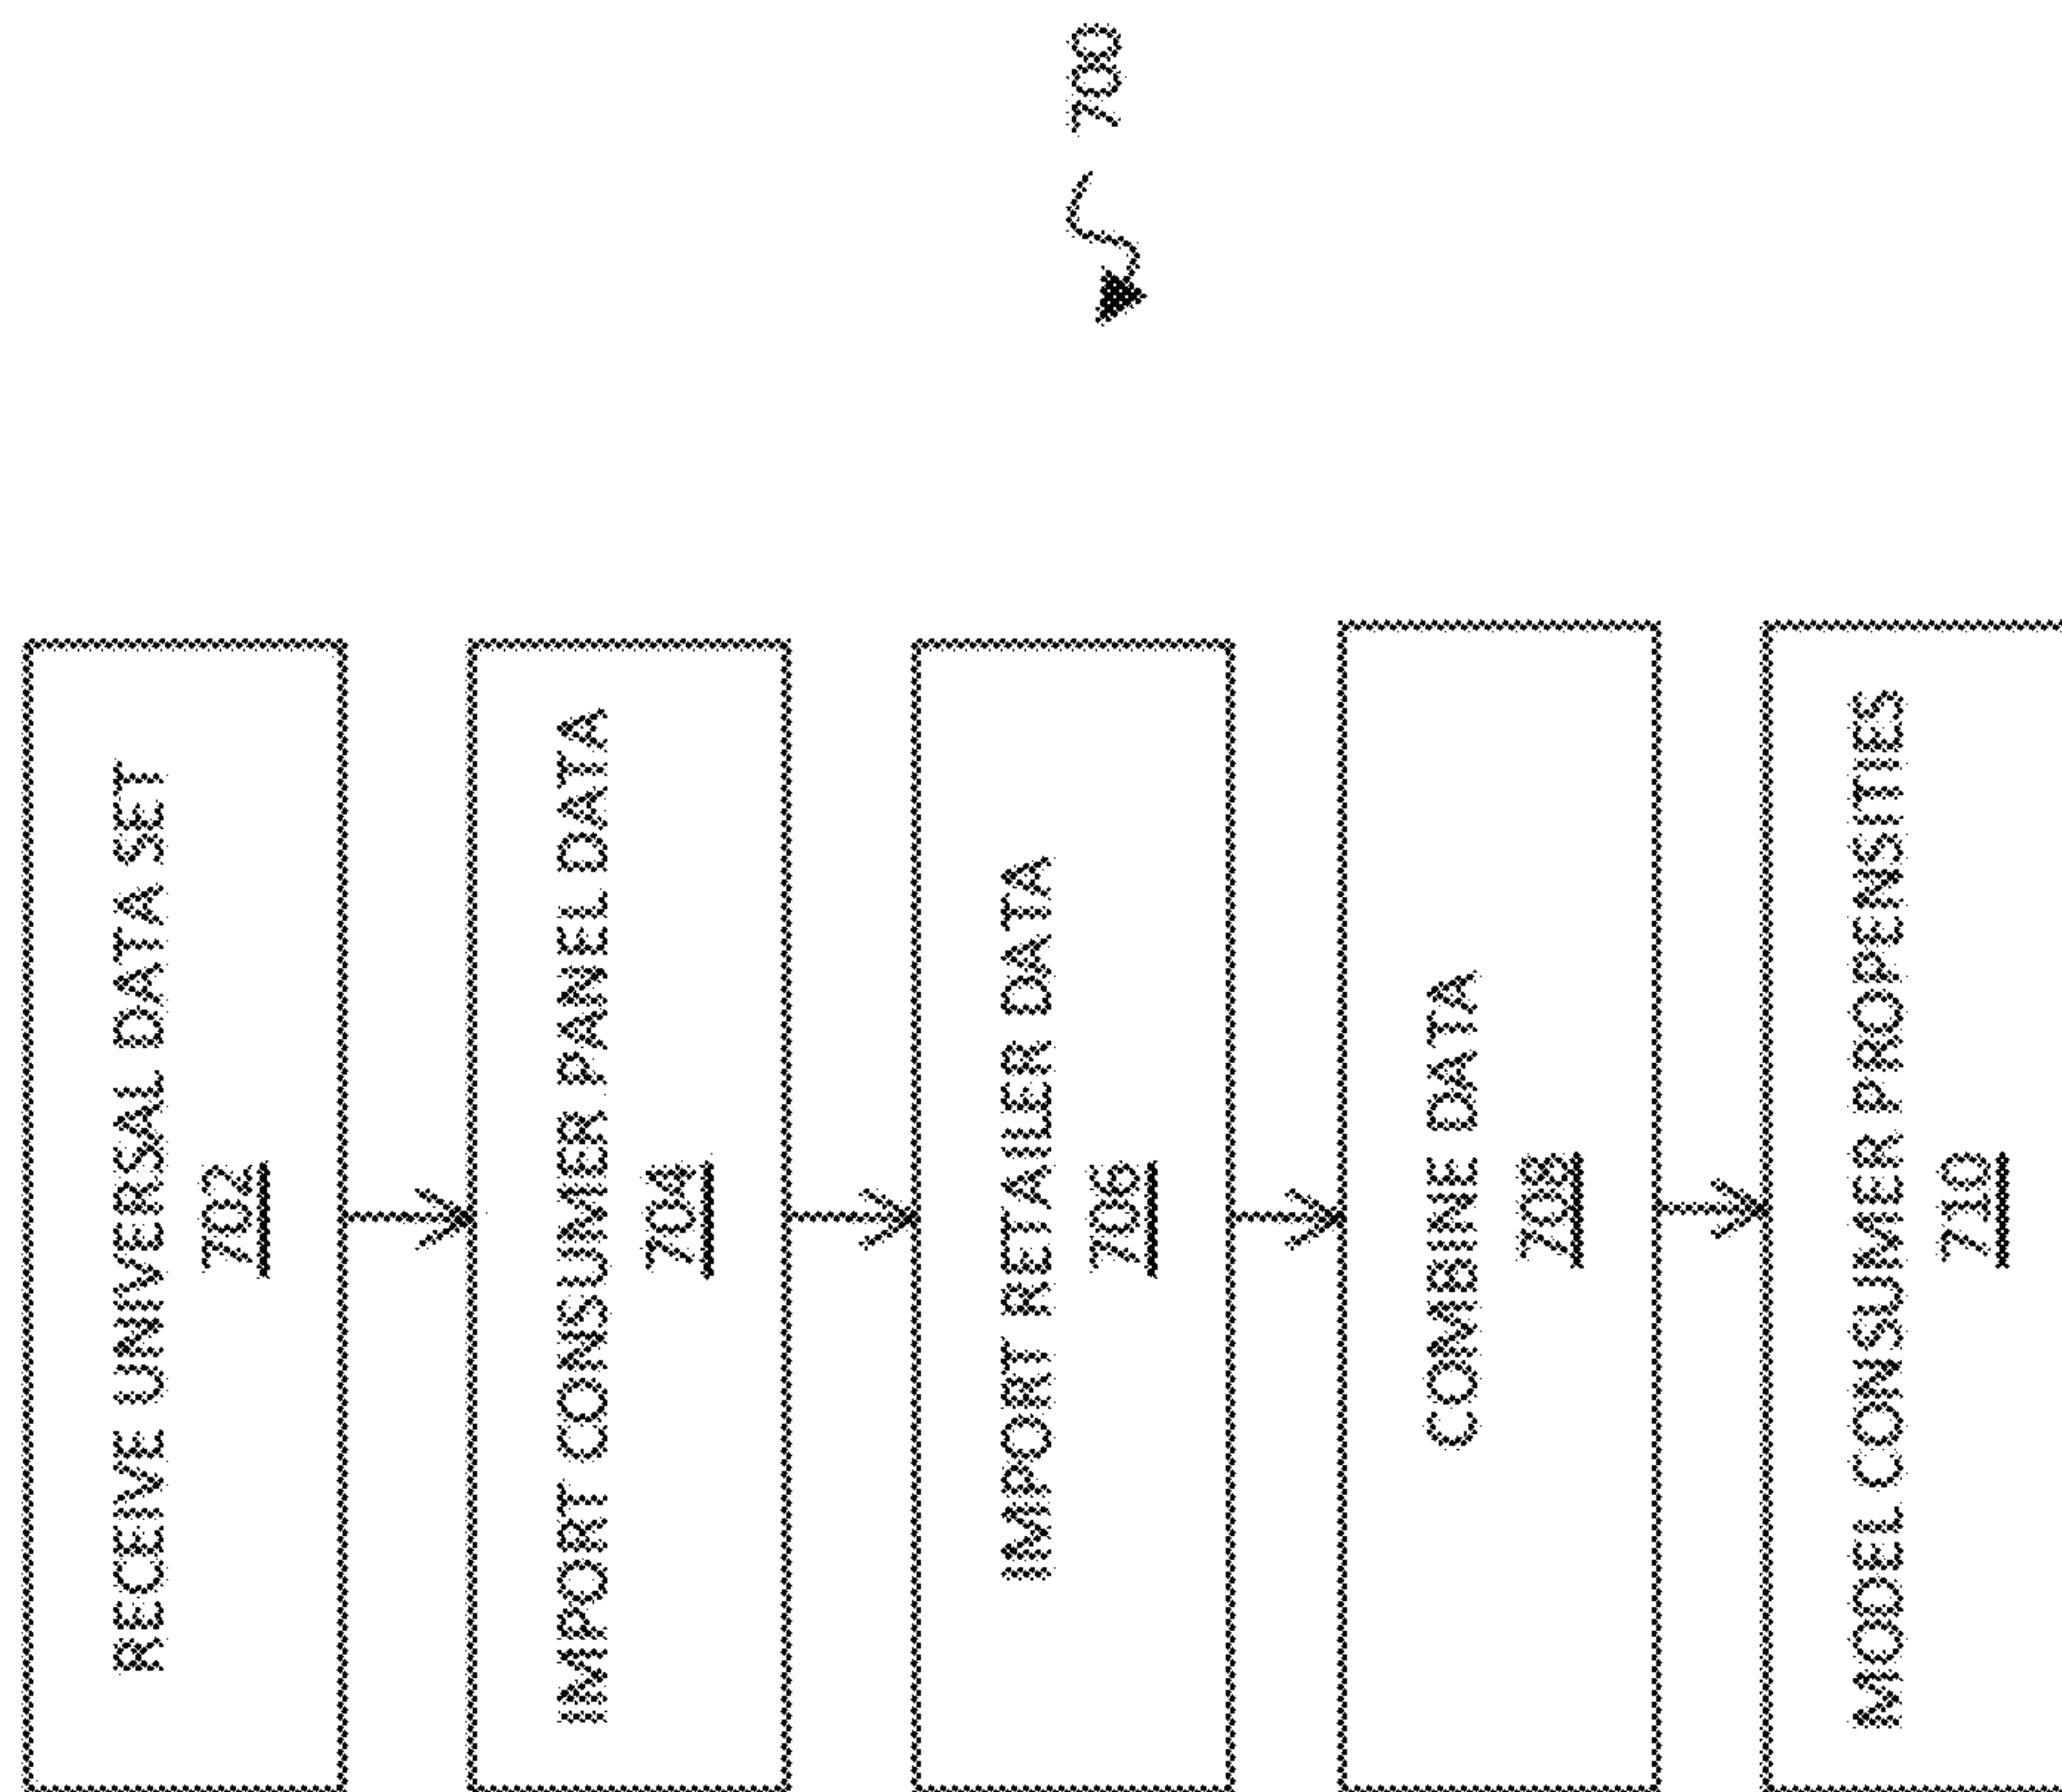 700
RECEIVE UNIVERSAL DATA SET
702
IMPORT CONSUMER PANEL DATA
704
IMPORT RETAILER DATA
706
COMBINE DATA
708
MODEL CONSUMER PROPENSITIES
710